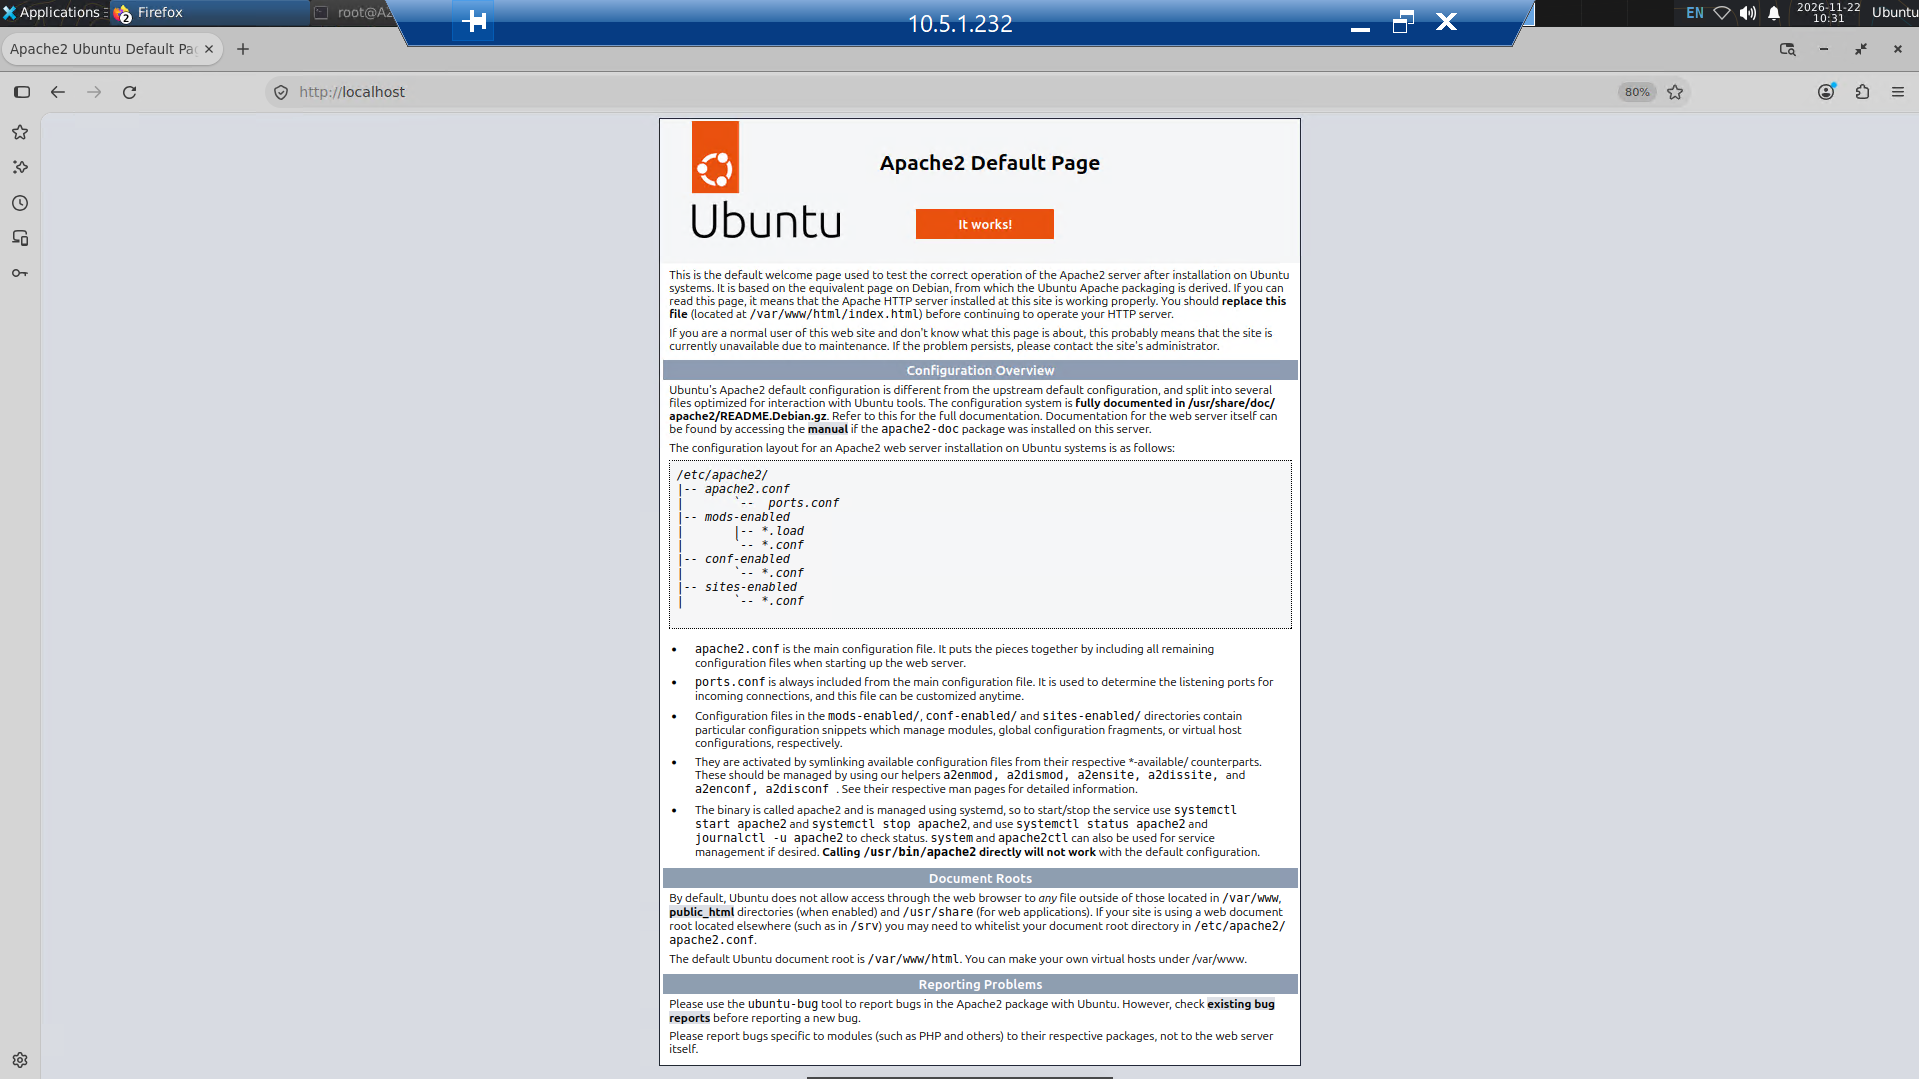 Applications
2
Firefox
root@Az
10.5.1.232
EN
2026-11-22
10:31
Ubuntu
Apache2 Ubuntu Default Pa
http://localhost
80%
Ubuntu
Apache2 Default Page
It works!
This is the default welcome page used to test the correct operation of the Apache2 server after installation on Ubuntu
systems. It is based on the equivalent page on Debian, from which the Ubuntu Apache packaging is derived. If you can
read this page, it means that the Apache HTTP server installed at this site is working properly. You should replace this
file (located at /var/www/html/index.html) before continuing to operate your HTTP server.
If you are a normal user of this web site and don't know what this page is about, this probably means that the site is
currently unavailable due to maintenance. If the problem persists, please contact the site's administrator.
Configuration Overview
Ubuntu's Apache2 default configuration is different from the upstream default configuration, and split into several
files optimized for interaction with Ubuntu tools. The configuration system is fully documented in /usr/share/doc/
apache2/README.Debian.gz. Refer to this for the full documentation. Documentation for the web server itself can
be found by accessing the manual if the apache2-doc package was installed on this server.
The configuration layout for an Apache2 web server installation on Ubuntu systems is as follows:
/etc/apache2/
|-- apache2.conf
|       `--  ports.conf
|-- mods-enabled
|       |-- *.load
|       `-- *.conf
|-- conf-enabled
|       `-- *.conf
|-- sites-enabled
|       `-- *.conf
• apache2.conf is the main configuration file. It puts the pieces together by including all remaining
configuration files when starting up the web server.
• ports.conf is always included from the main configuration file. It is used to determine the listening ports for
incoming connections, and this file can be customized anytime.
• Configuration files in the mods-enabled/, conf-enabled/ and sites-enabled/ directories contain
particular configuration snippets which manage modules, global configuration fragments, or virtual host
configurations, respectively.
• They are activated by symlinking available configuration files from their respective *-available/ counterparts.
These should be managed by using our helpers a2enmod, a2dismod, a2ensite, a2dissite, and
a2enconf, a2disconf . See their respective man pages for detailed information.
• The binary is called apache2 and is managed using systemd, so to start/stop the service use systemctl
start apache2 and systemctl stop apache2, and use systemctl status apache2 and
journalctl -u apache2 to check status. system and apache2ctl can also be used for service
management if desired. Calling /usr/bin/apache2 directly will not work with the default configuration.
Document Roots
By default, Ubuntu does not allow access through the web browser to any file outside of those located in /var/www,
public_html directories (when enabled) and /usr/share (for web applications). If your site is using a web document
root located elsewhere (such as in /srv) you may need to whitelist your document root directory in /etc/apache2/
apache2.conf.
The default Ubuntu document root is /var/www/html. You can make your own virtual hosts under /var/www.
Reporting Problems
Please use the ubuntu-bug tool to report bugs in the Apache2 package with Ubuntu. However, check existing bug
reports before reporting a new bug.
Please report bugs specific to modules (such as PHP and others) to their respective packages, not to the web server
itself.